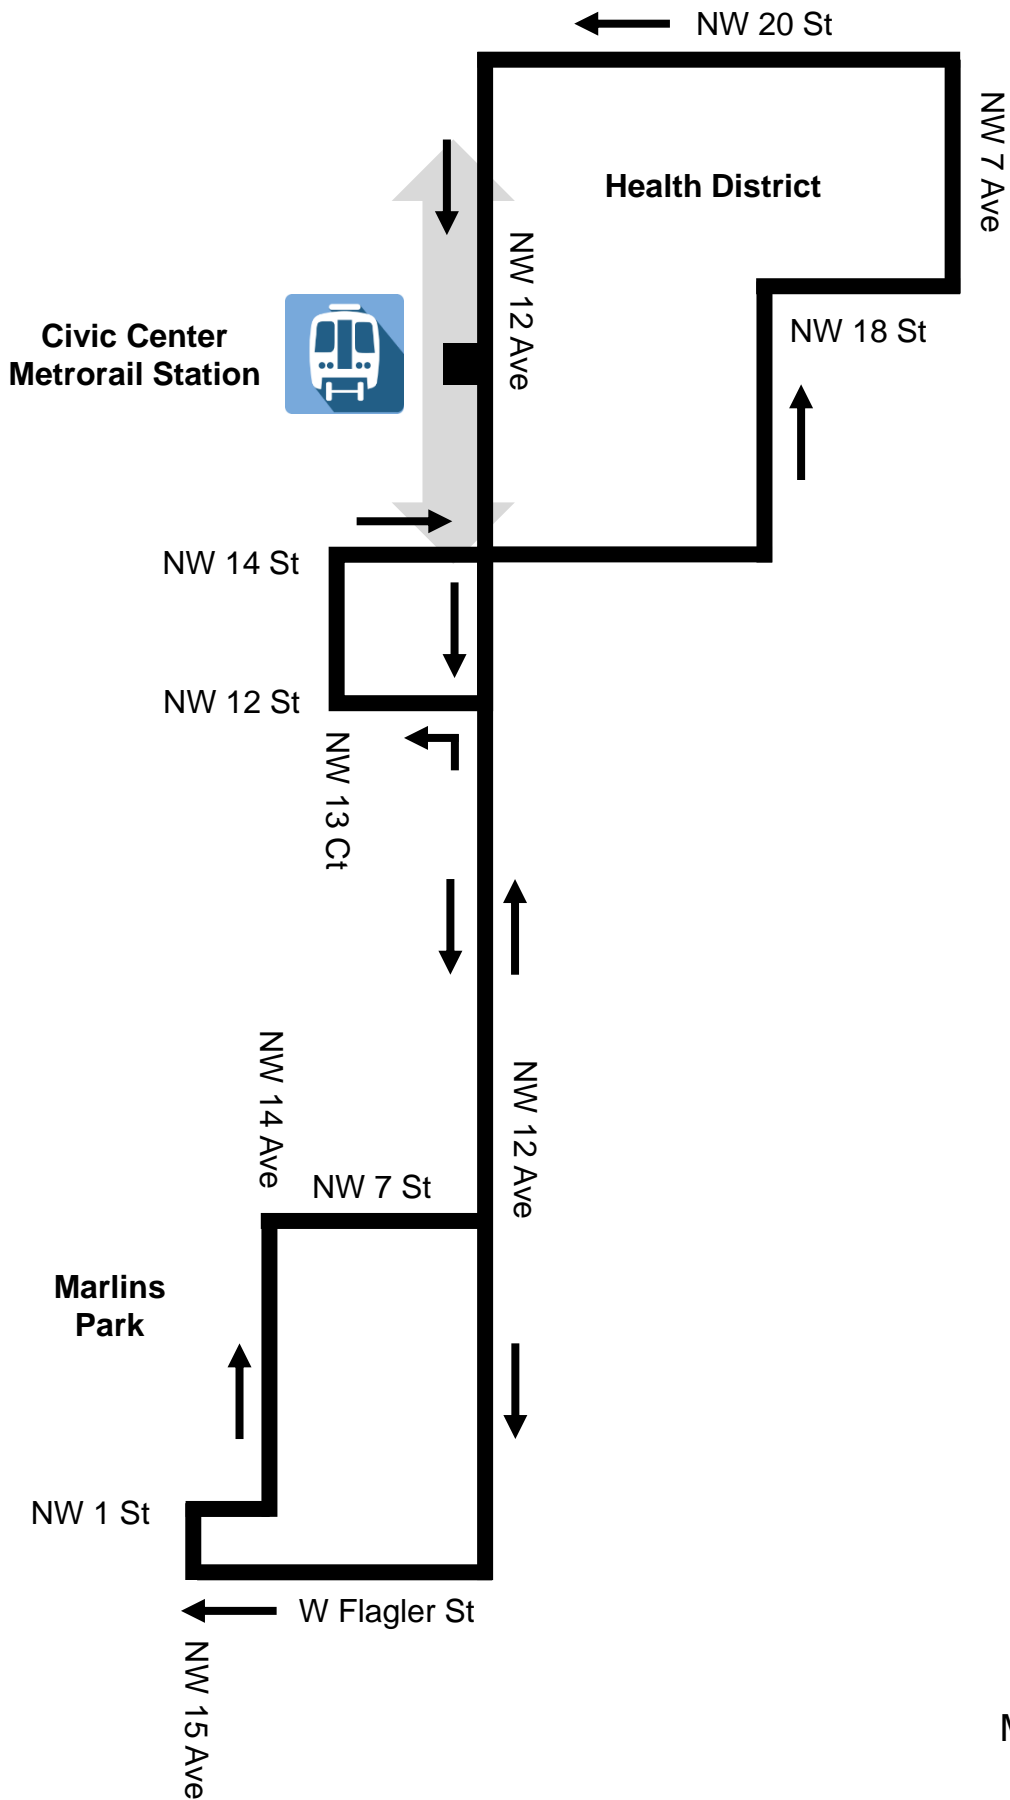 NW 20 St
NW 7 Ave
Health District
NW 12 Ave
Civic Center
Metrorail Station
NW 18 St
NW 14 St
NW 12 St
NW 13 Ct
NW 14 Ave
NW 12 Ave
NW 7 St
Marlins
Park
NW 1 St
W Flagler St
NW 15 Ave
M